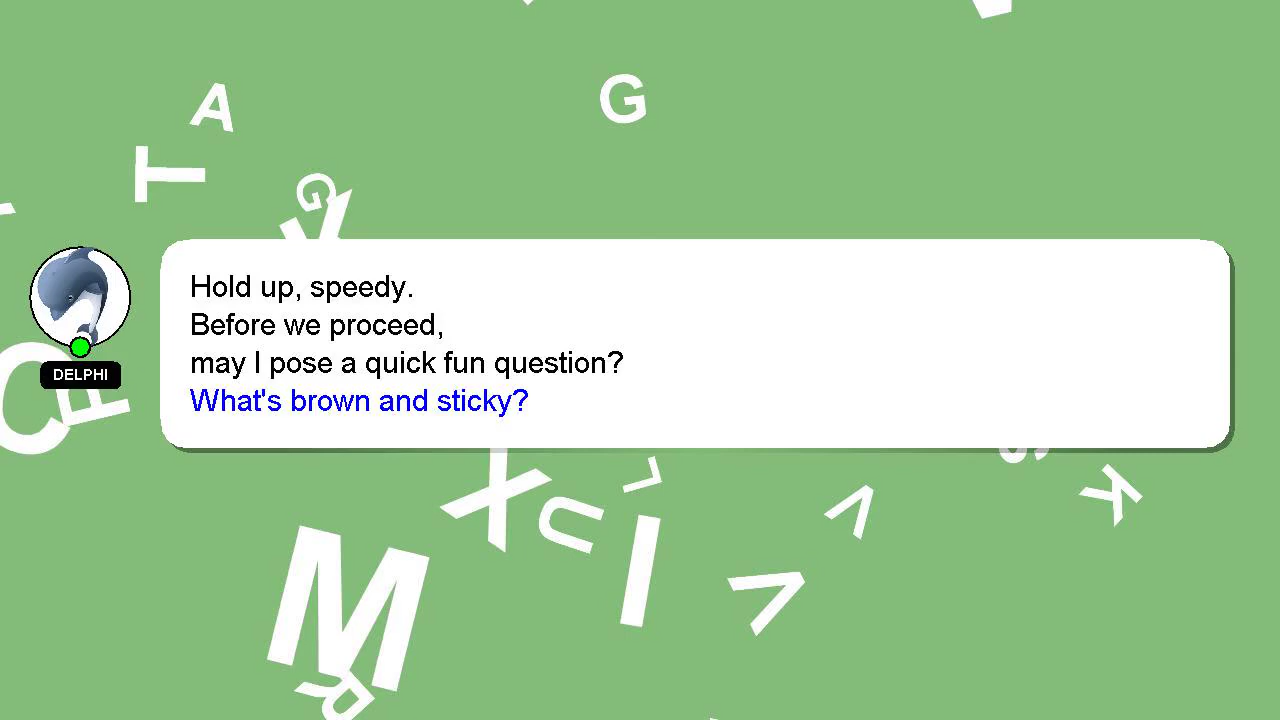 A
G
T
G
Hold up, speedy.
Before we proceed,
may I pose a quick fun question?
What's brown and sticky?
DELPHI
C
X
L
U
V
K
I
M
V
R